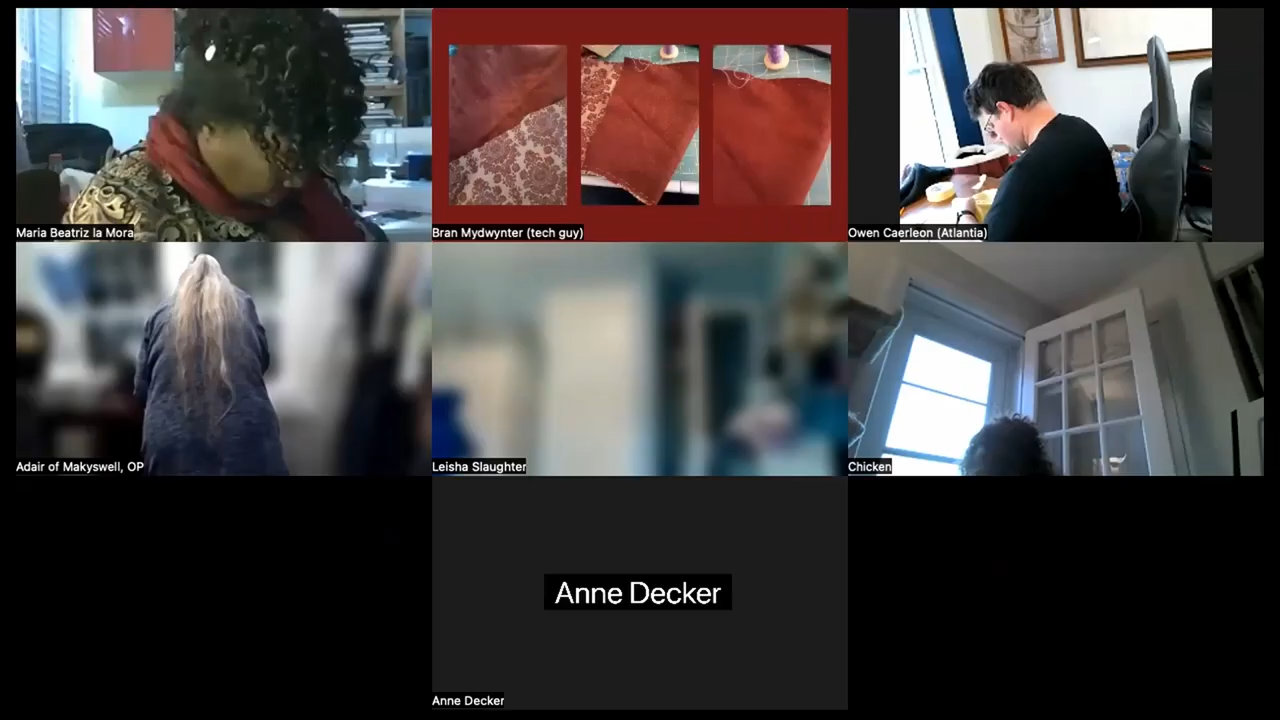 Maria Beatriz la Mora
Bran Mydwynter (tech guy)
Owen Caerleon (Atlantia)
Adair of Makyswell, OP
Leisha Slaughter
Chicken
Anne Decker
Anne Decker